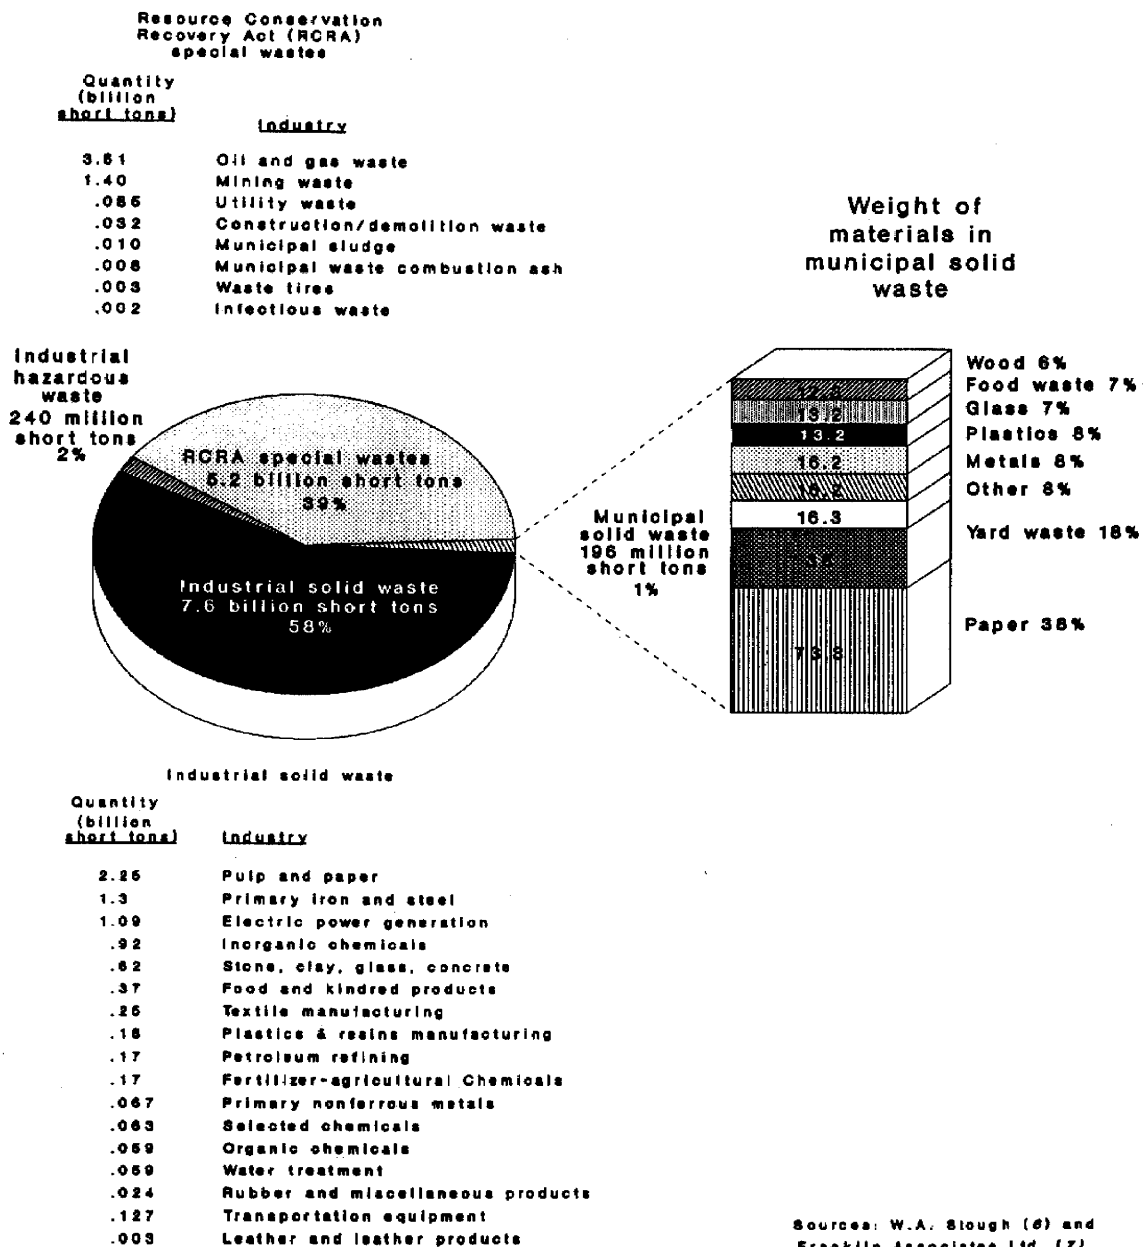 Resource Conservation
Recovery Act (RCRA)
special wastes
Quantity
(billion
short tons)
Industry
3.61 Oil and gas waste
1.40 Mining waste
Utility waste
.032 Construction/demolition waste
.010 Municipal sludge
Municipal waste combustion ash
.003 Waste tires
.002 Infectious waste
Weight of
materials in
municipal solid
waste
Industrial
hazardous
waste
240 million
short tons
2%
RCRA special wastes
5.2 billion short tons
39%
Industrial solid waste
7.6 billion short tons
58%
Municipal
solid waste
196 million
short tons
1%
Wood 6%
Food waste 7%
Glass 7%
Plastics 8%
Metals 8%
Other 8%
Yard waste 18%
Paper 38%
13.2
13.2
16.2
16.3
73.8
Industrial solid waste
Quantity
(billion
short tons)
Industry
2.25 Pulp and paper
1.3 Primary iron and steel
1.09 Electric power generation
.92 Inorganic chemicals
.62 Stone, clay, glass, concrete
.37 Food and kindred products
.25 Textile manufacturing
.18 Plastics & resins manufacturing
.17 Petroleum refining
.17 Fertilizer-agricultural Chemicals
.067 Primary nonferrous metals
.063 Selected chemicals
.059 Organic chemicals
.059 Water treatment
.024 Rubber and miscellaneous products
.127 Transportation equipment
.003 Leather and leather products
Sources: W.A. Slough (6) and
Franklin Associates Ltd. (7)